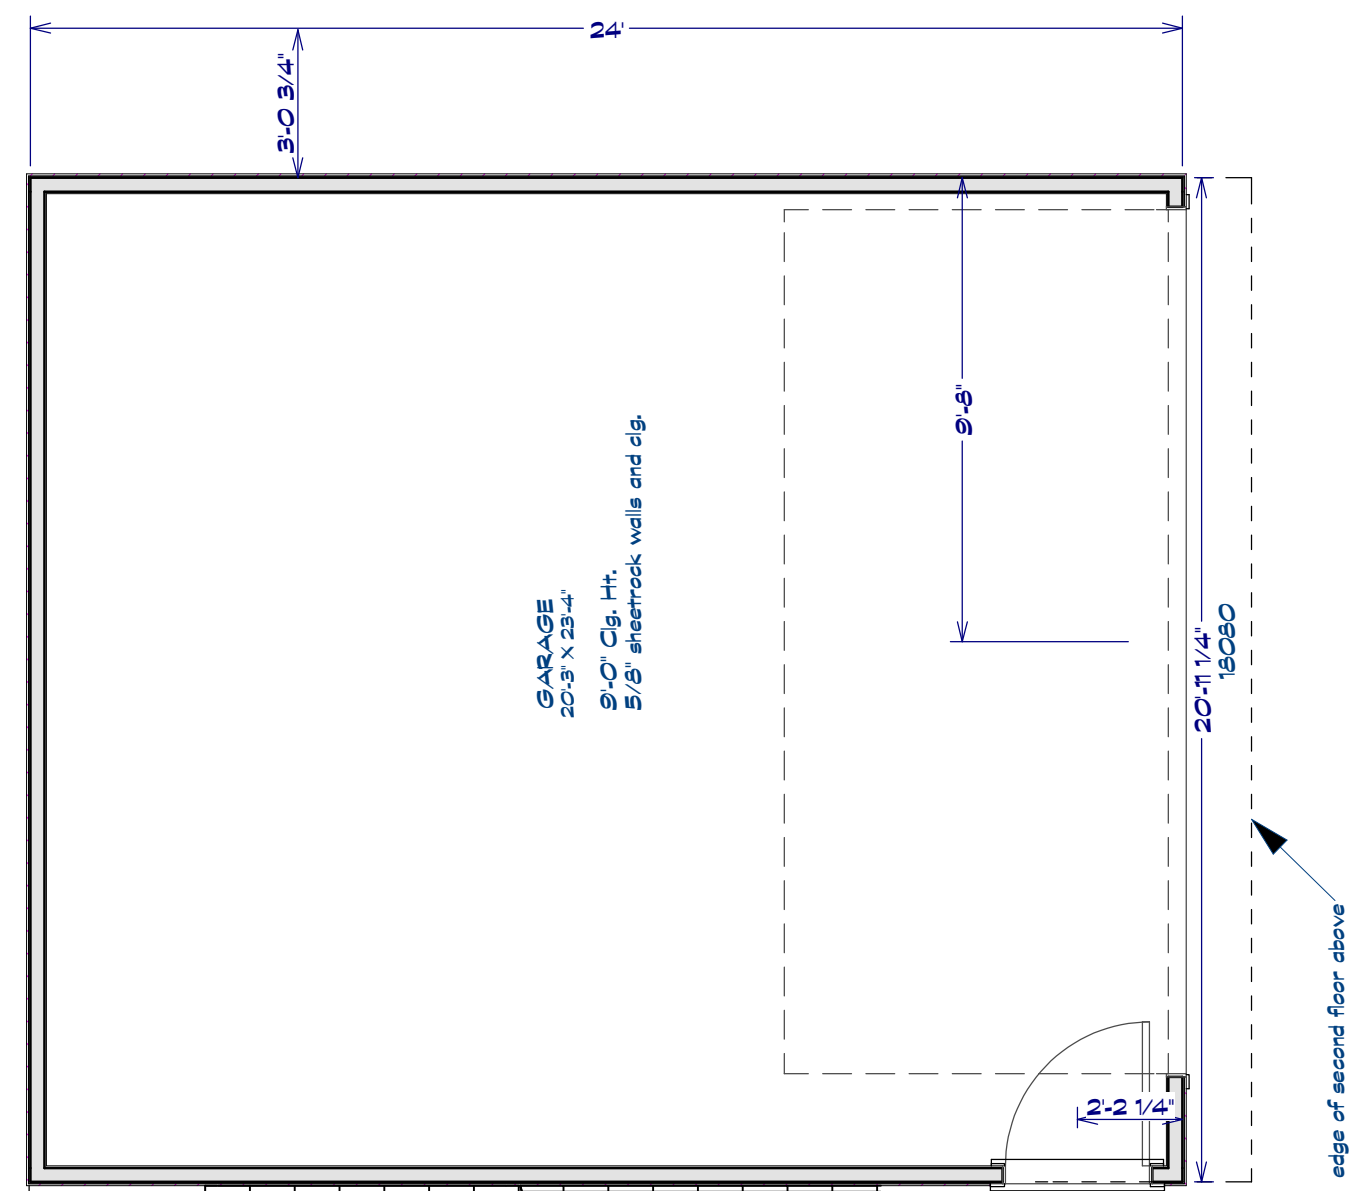 24'
3'-0 3/4"
9'-8"
GARAGE
20'-3" X 23'-4"
9'-0" Clg. Ht.
5/8" sheetrock walls and clg.
20'-11 1/4"
18080
2'-2 1/4"
edge of second floor above